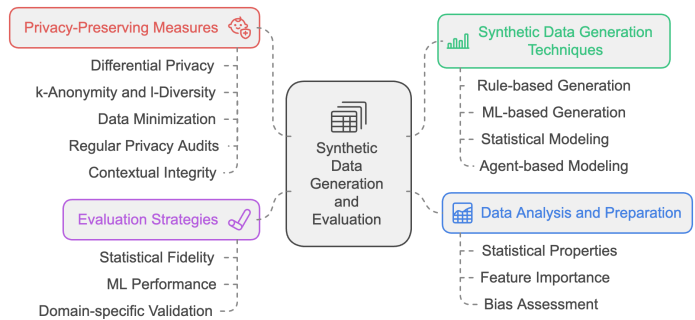 Privacy-Preserving Measures
Differential Privacy
k-Anonymity and l-Diversity
Data Minimization
Regular Privacy Audits
Contextual Integrity
Evaluation Strategies
Statistical Fidelity
ML Performance
Domain-specific Validation
Synthetic
Data
Generation
and
Evaluation
Synthetic Data Generation
Techniques
Rule-based Generation
ML-based Generation
Statistical Modeling
Agent-based Modeling
Data Analysis and Preparation
Statistical Properties
Feature Importance
Bias Assessment